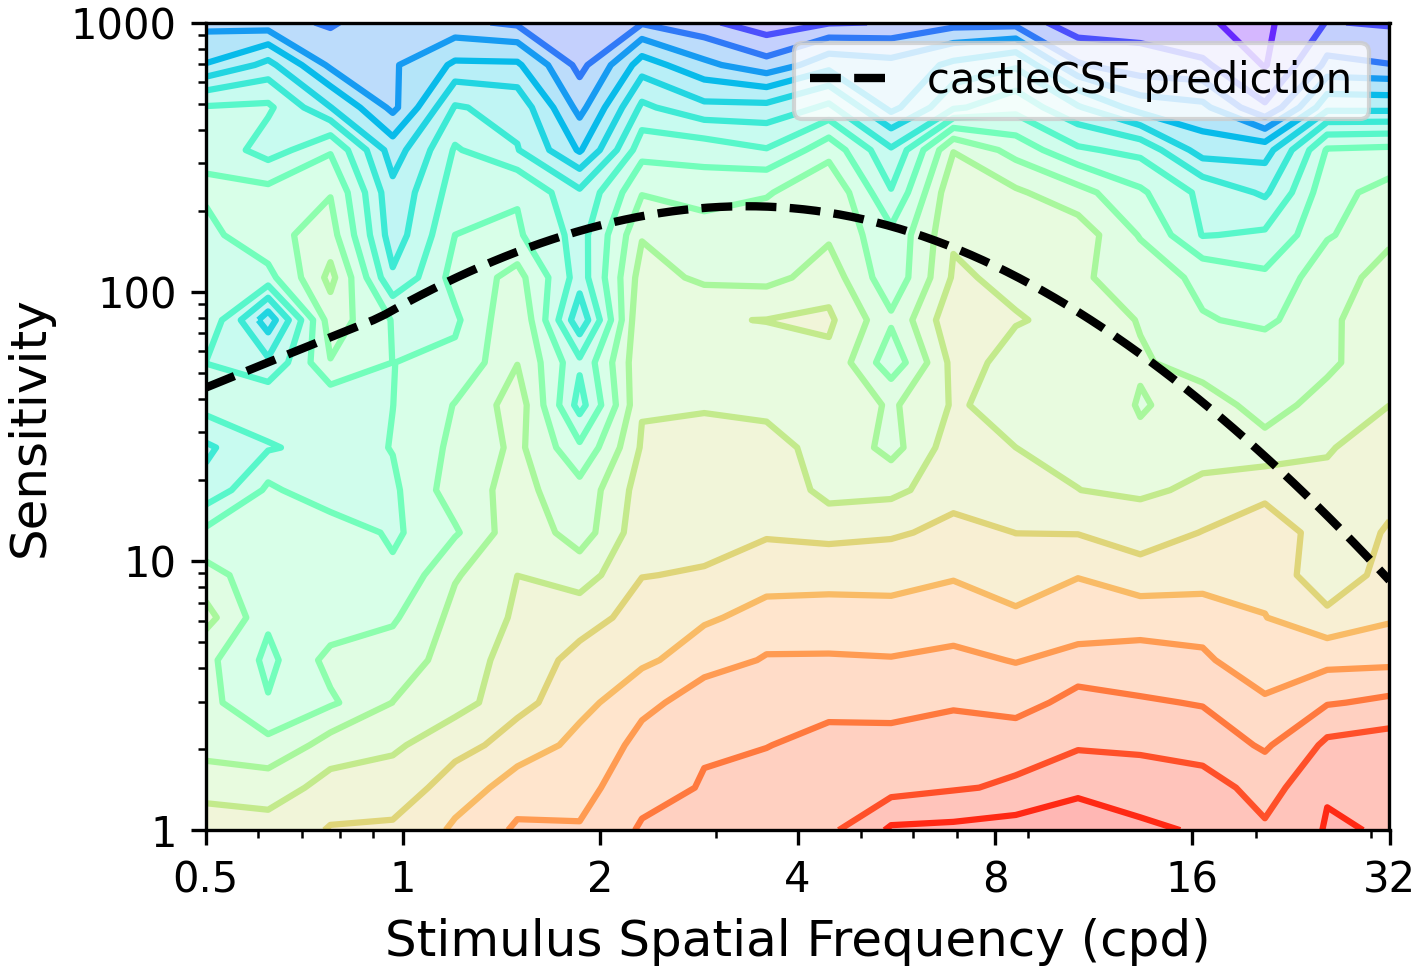 1000
100
10
1
Sensitivity
castleCSF prediction
0.5 1 2 4 8 16 32
Stimulus Spatial Frequency (cpd)